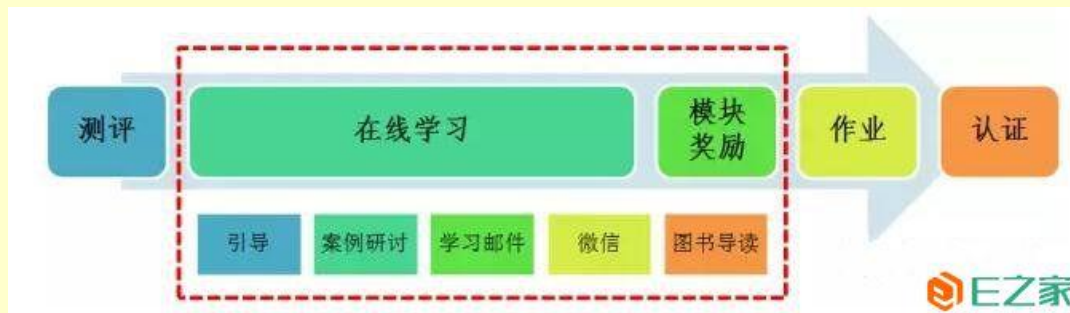 测评
在线学习
模块
奖励
作业
认证
引导
案例研讨
学习邮件
微信
图书导读
E之家